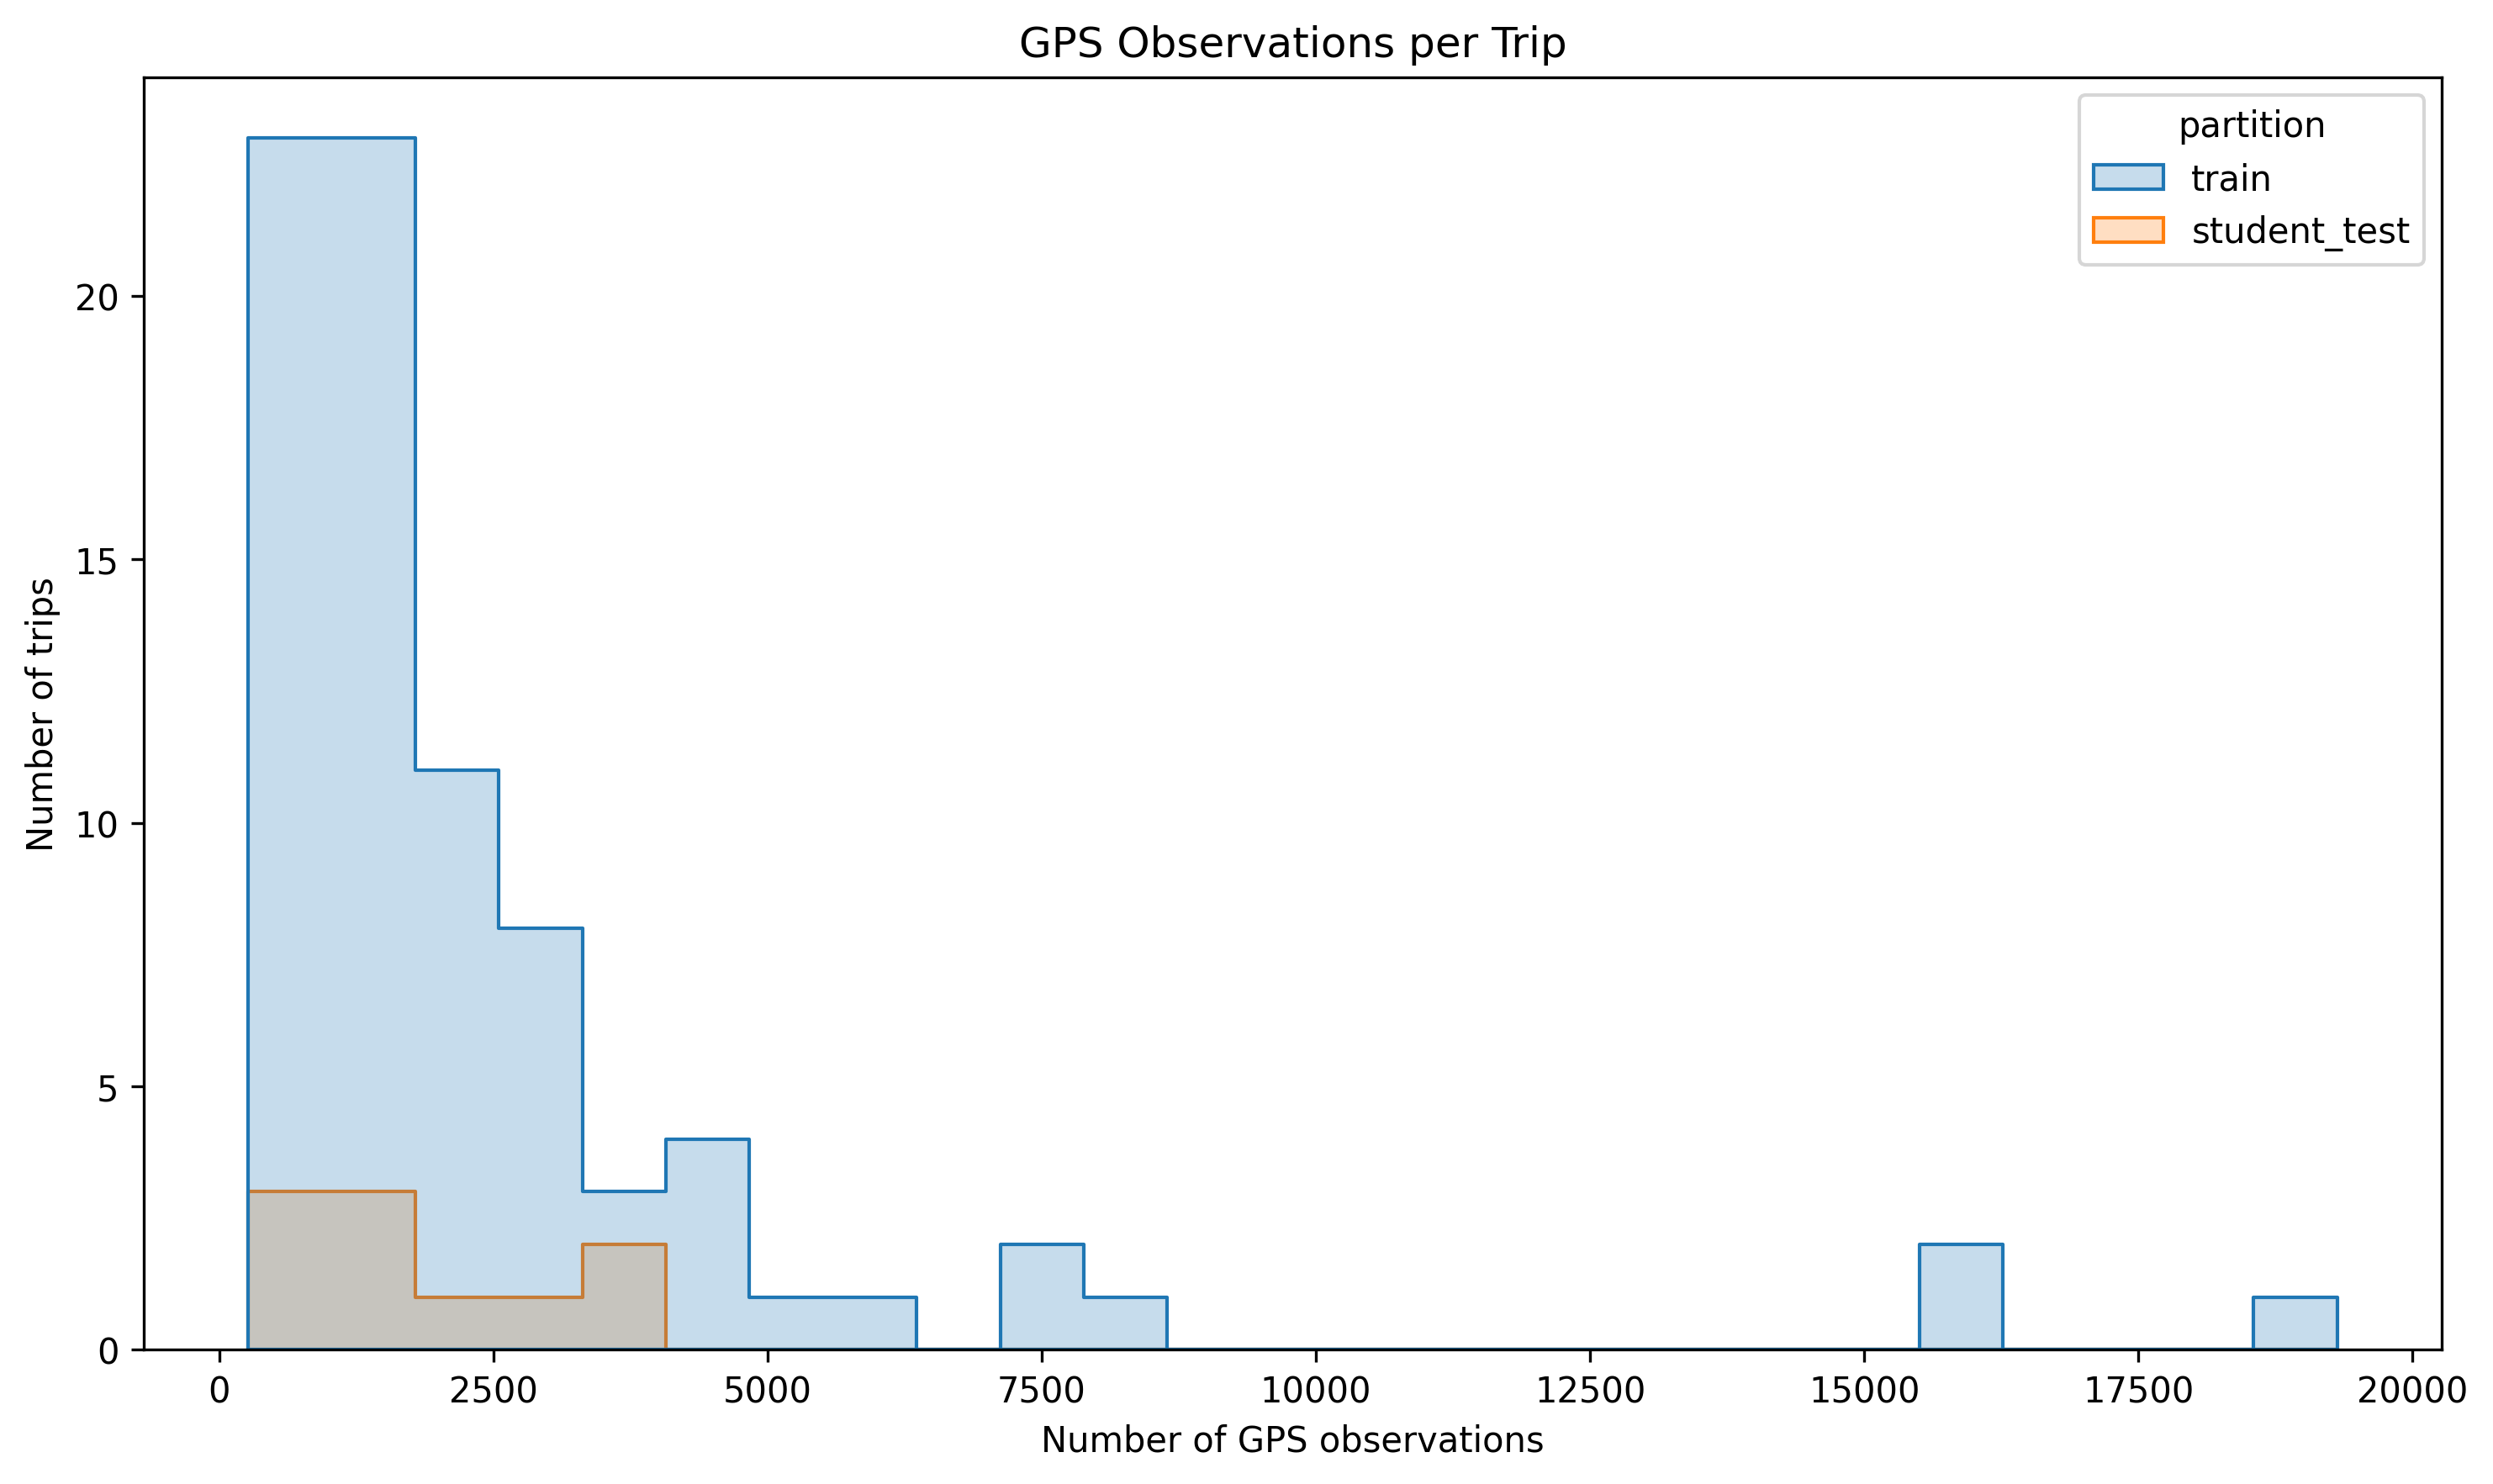 GPS Observations per Trip
partition
train
student_test
Number of trips
20
15
10
5
0
0 2500 5000 7500 10000 12500 15000 17500 20000
Number of GPS observations